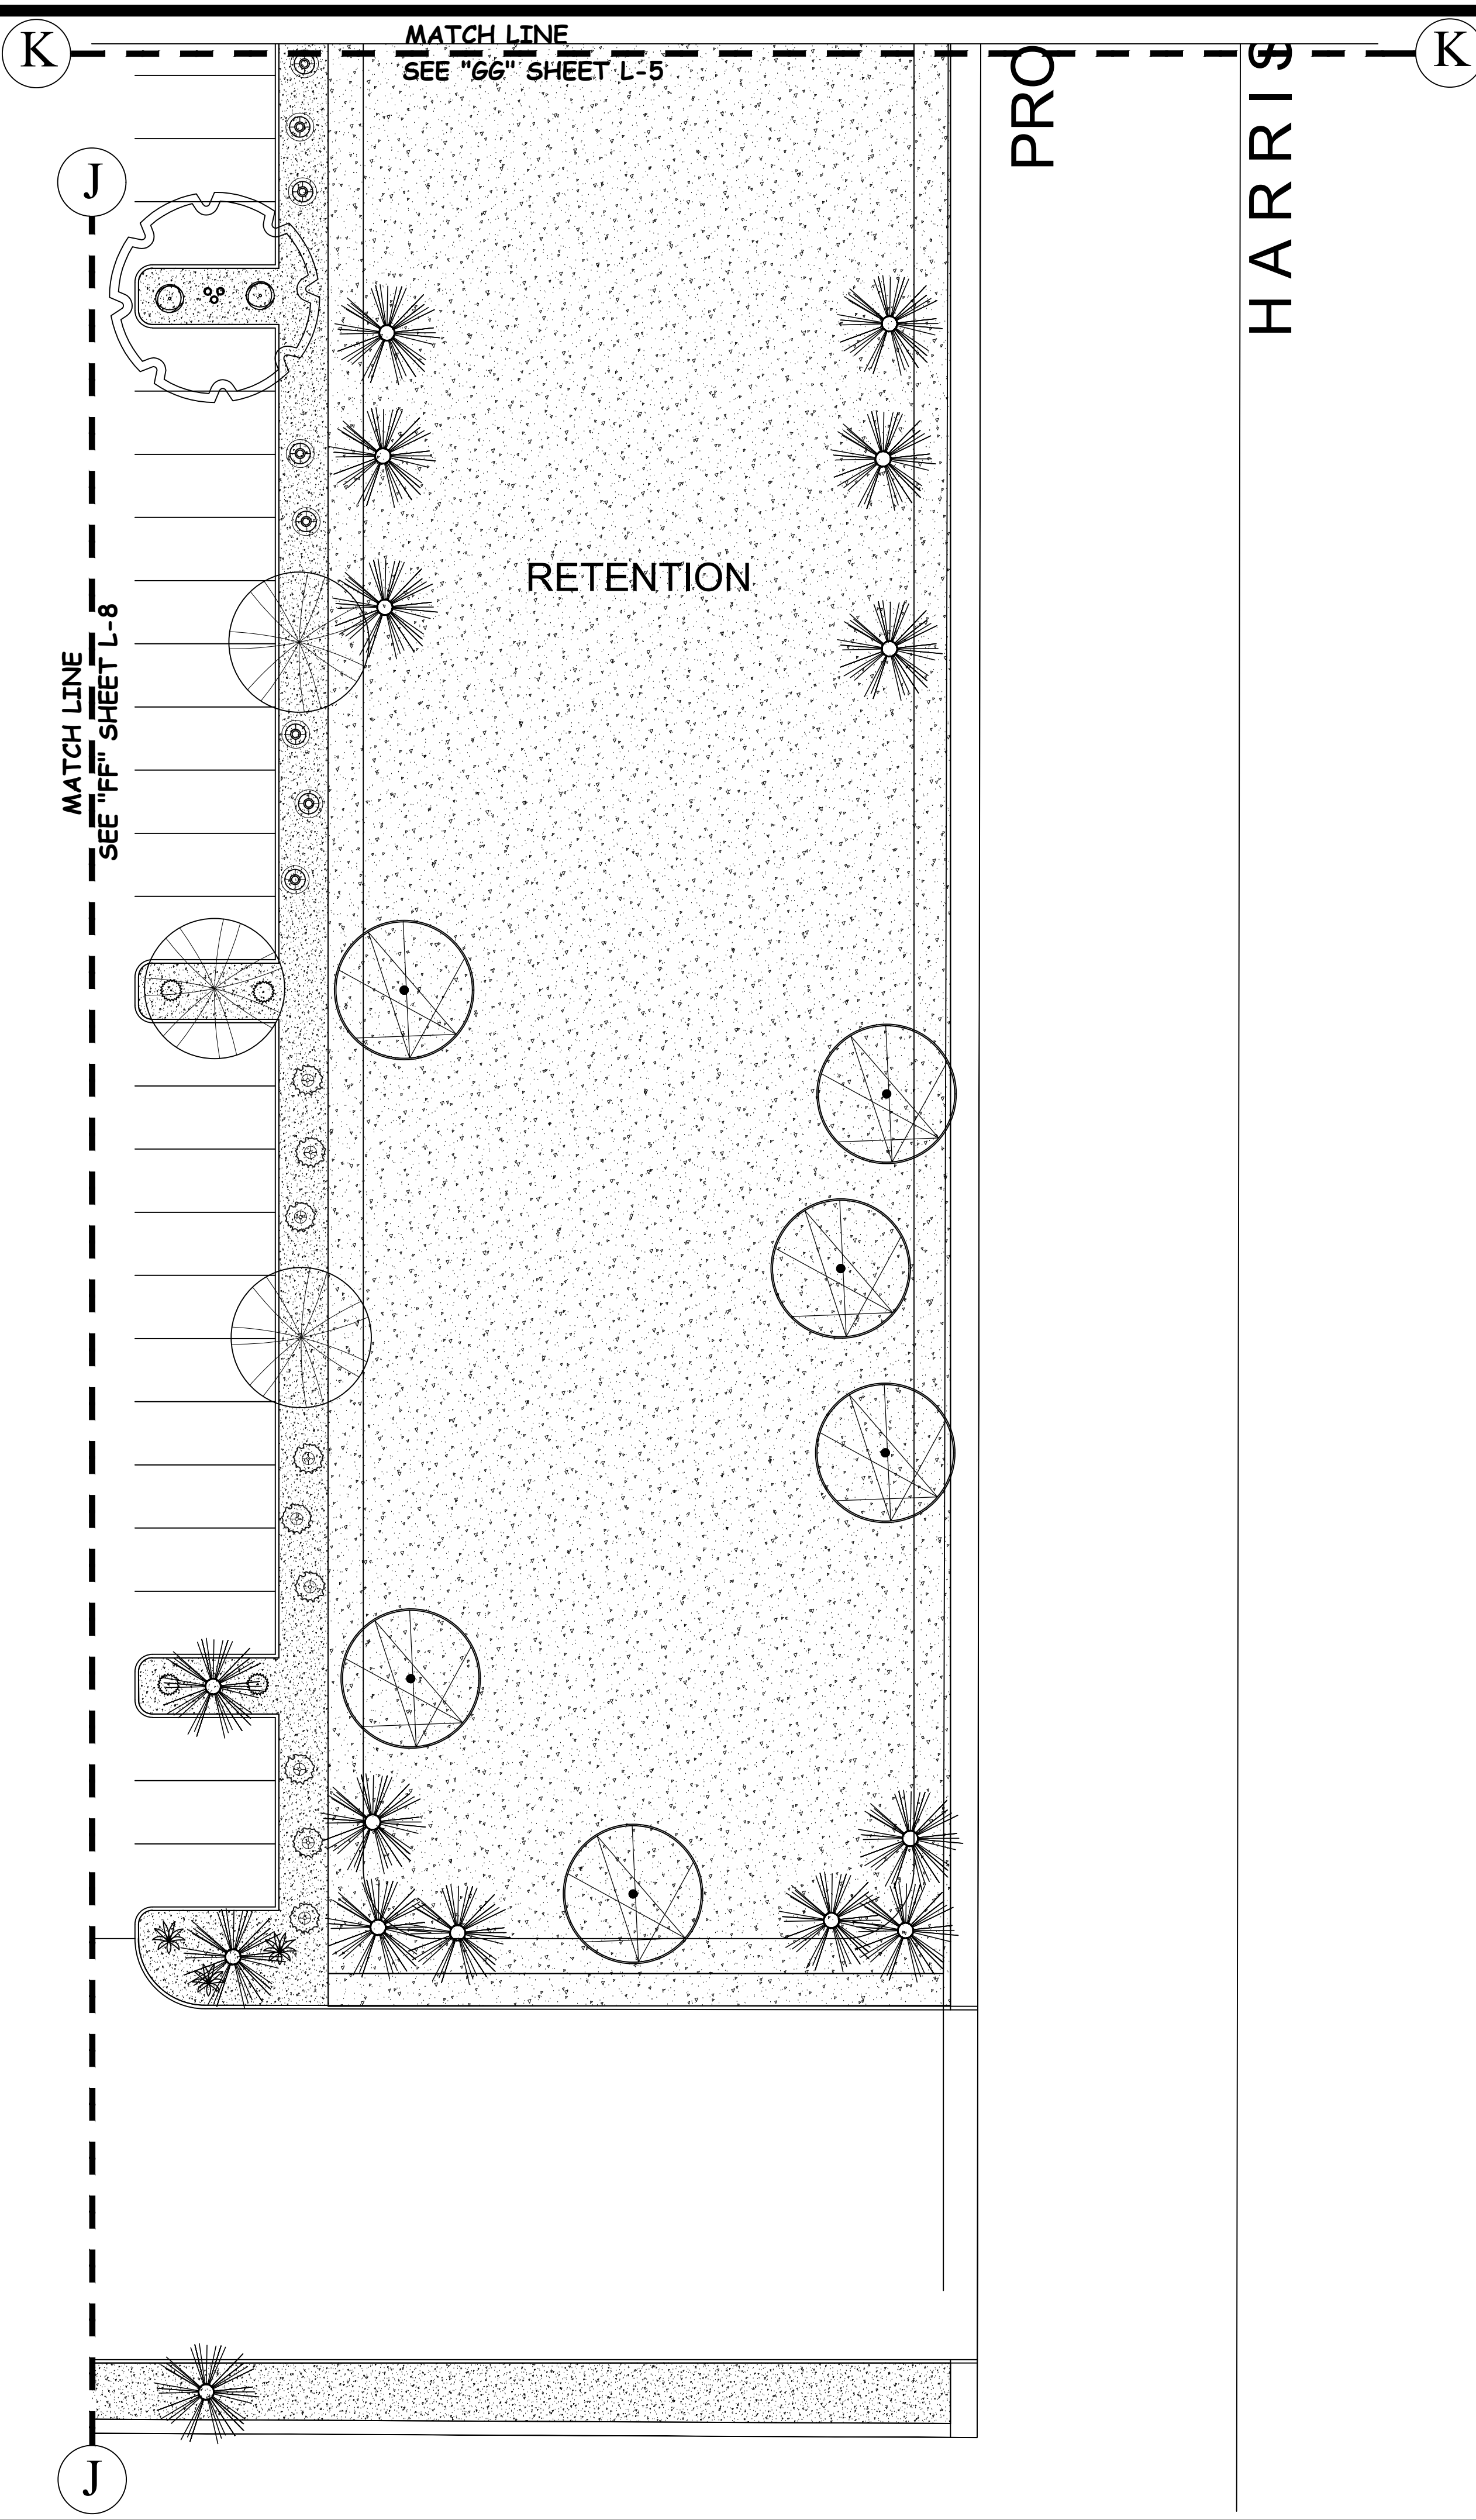 K
MATCH LINE
SEE "GG" SHEET L-5
K
PRO
HARRIS
J
RETENTION
MATCH LINE
SEE "FF" SHEET L-8
J